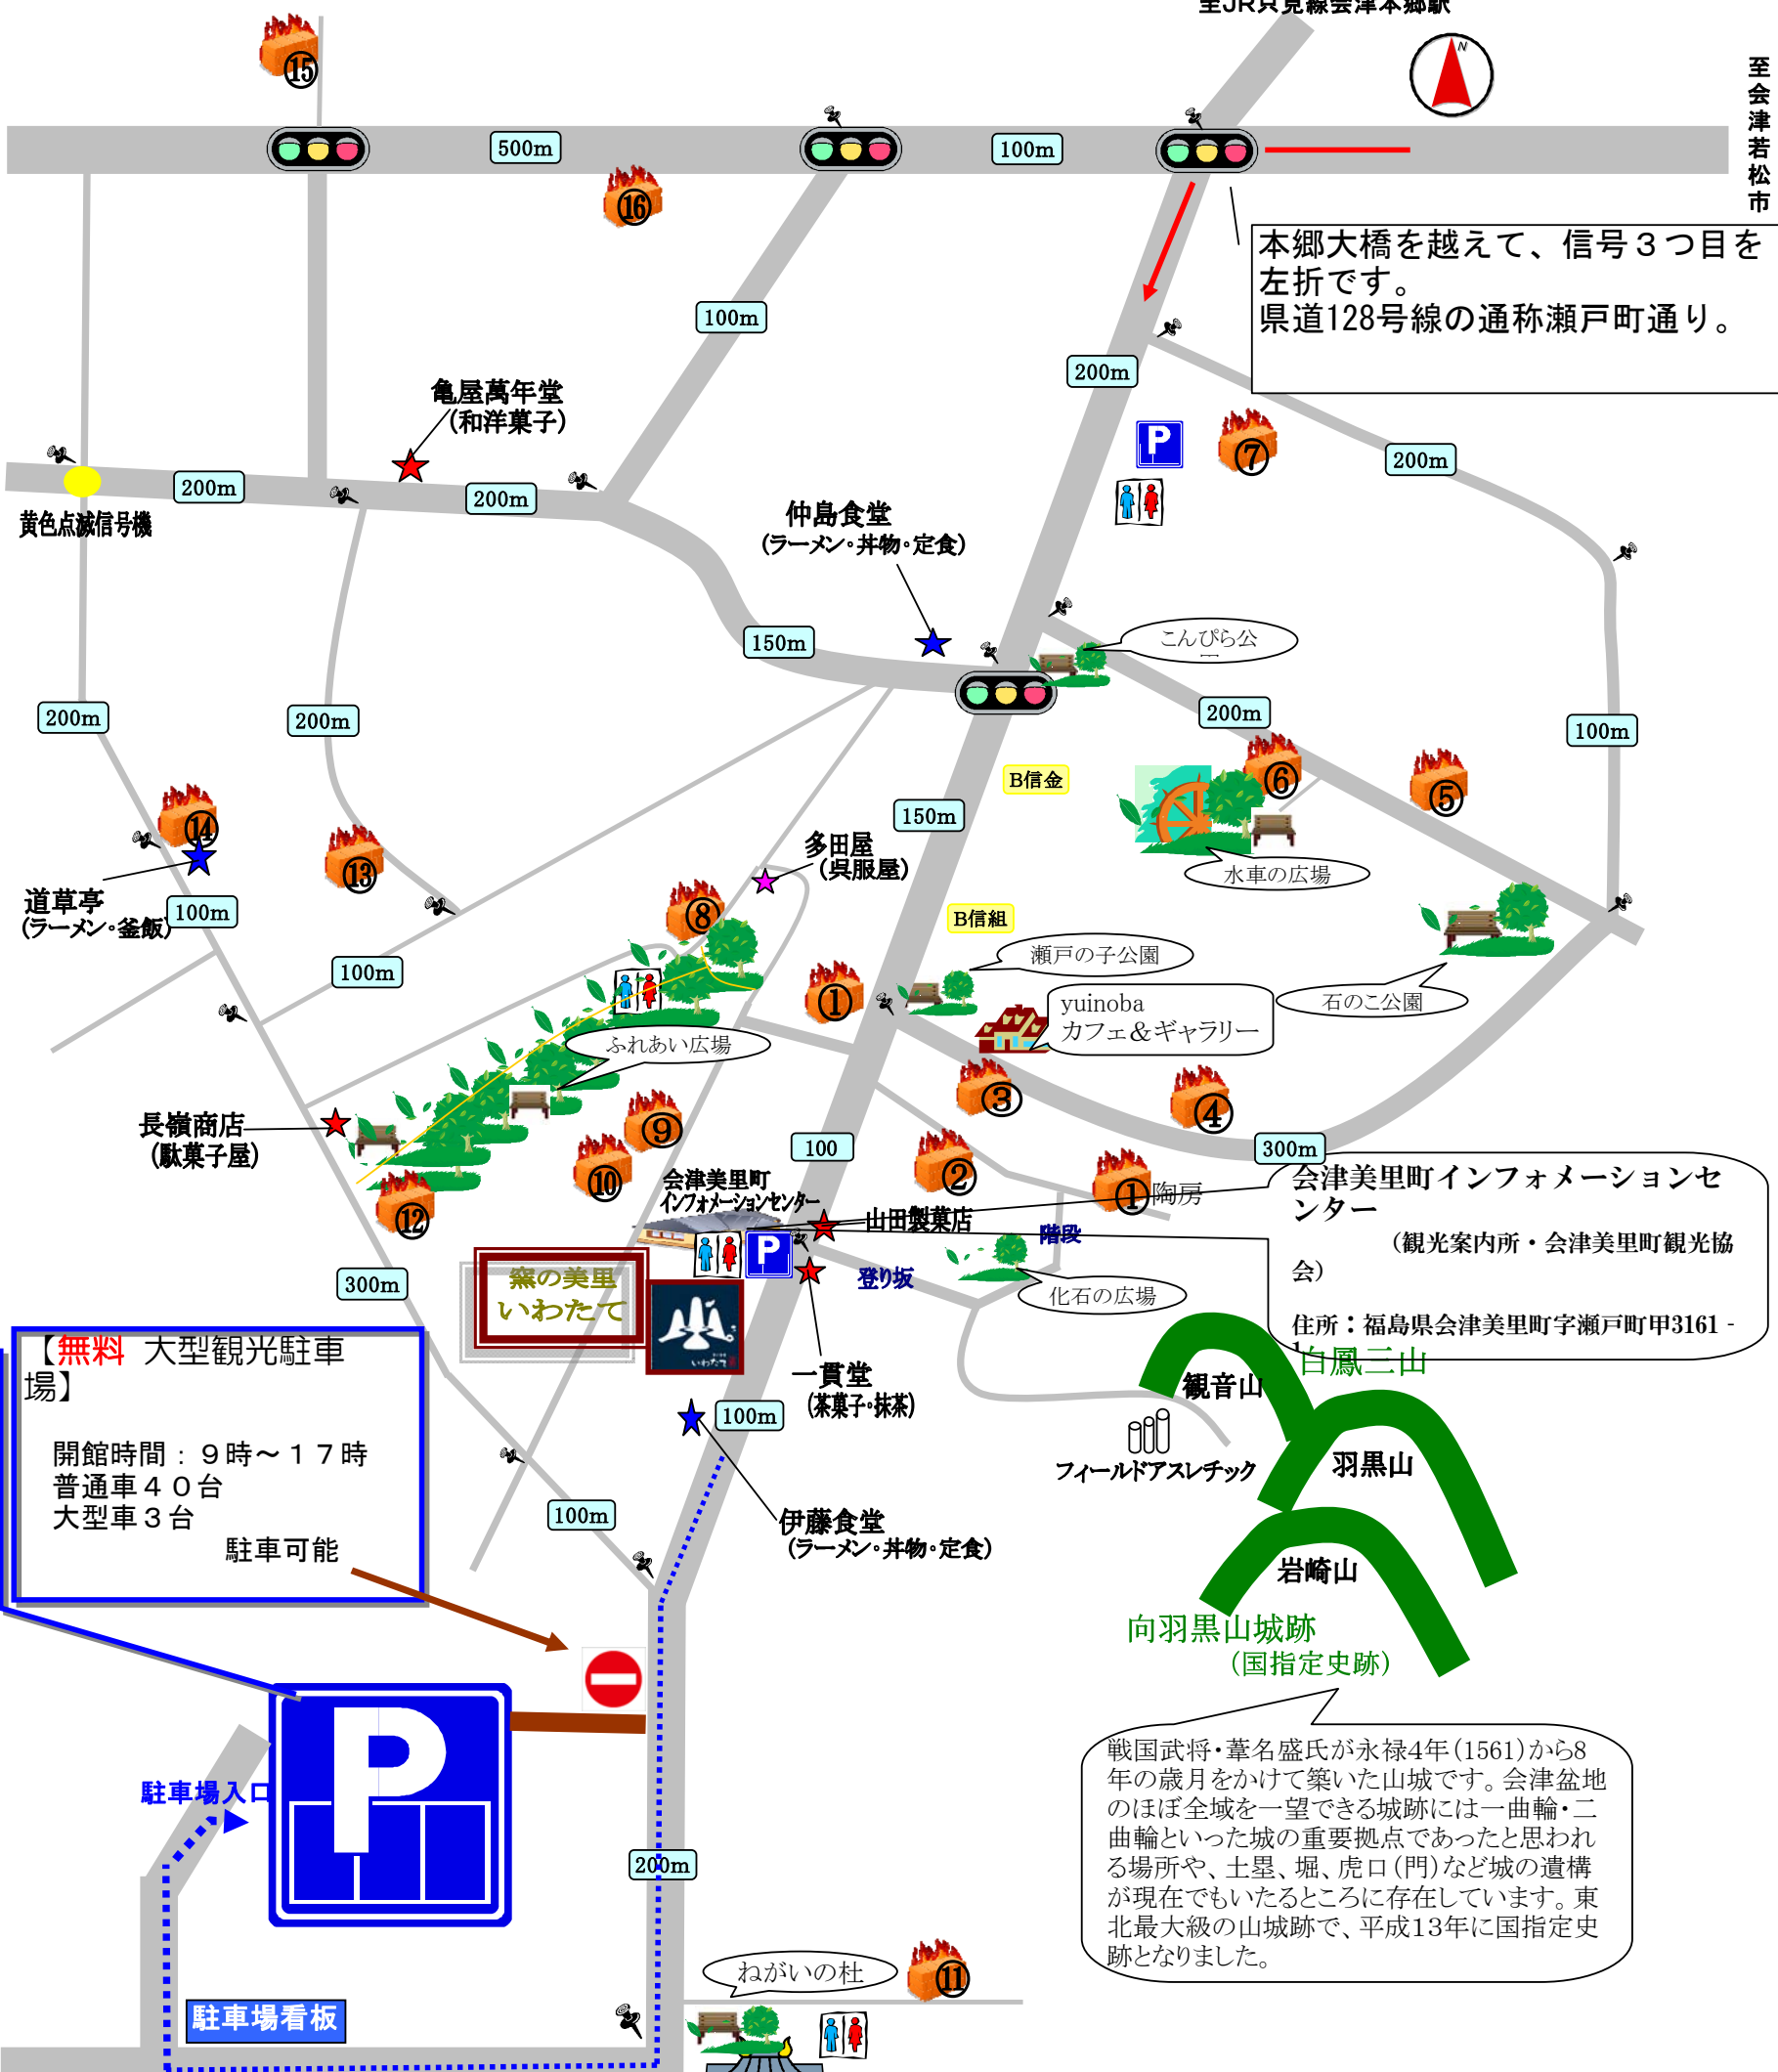 至JR只見線会津本郷駅
N
至会津若松市
⑮
500m
100m
⑯
本郷大橋を越えて、信号３つ目を
左折です。
県道128号線の通称瀬戸町通り。
100m
200m
亀屋萬年堂
(和洋菓子)
P
⑦
200m
200m
200m
黄色点滅信号機
仲島食堂
(ラーメン・丼物・定食)
150m
こんぴら公
200m
200m
200m
100m
B信金
⑥
⑤
150m
⑭
⑬
多田屋
(呉服屋)
水車の広場
道草亭
(ラーメン・釜飯)
100m
⑧
B信組
100m
瀬戸の子公園
①
yuinoba
カフェ＆ギャラリー
石のこ公園
ふれあい広場
③
④
長嶺商店
(駄菓子屋)
⑨
100
300m
⑩
②
①陶房
⑫
会津美里町
インフォメーションセンター
山田製菓店
階段
P
登り坂
会津美里町インフォメーションセ
ンター
（観光案内所・会津美里町観光協
会）
住所：福島県会津美里町字瀬戸町甲3161‐
300m
窯の美里
いわたて
いわたて
化石の広場
白鳳三山
【無料 大型観光駐車
場】
開館時間：９時～１７時
普通車４０台
大型車３台
駐車可能
一貫堂
(茶菓子・抹茶)
100m
観音山
羽黒山
フィールドアスレチック
100m
伊藤食堂
(ラーメン・丼物・定食)
岩崎山
向羽黒山城跡
（国指定史跡）
P
駐車場入口
戦国武将・葦名盛氏が永禄4年（1561）から8
年の歳月をかけて築いた山城です。会津盆地
のほぼ全域を一望できる城跡には一曲輪・二
曲輪といった城の重要拠点であったと思われ
る場所や、土塁、堀、虎口（門）など城の遺構
が現在でもいたるところに存在しています。東
北最大級の山城跡で、平成13年に国指定史
跡となりました。
200m
ねがいの杜
⑪
駐車場看板